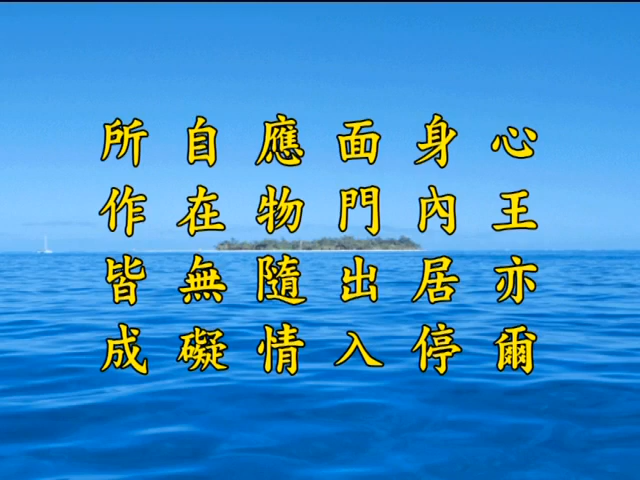 心王亦爾
身內居停
面門出入
應物隨情
自在無礙
所作皆成